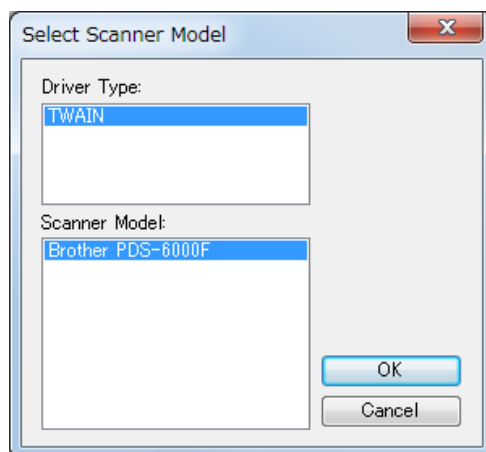 Select Scanner Model
Driver Type:
TWAIN
Scanner Model:
Brother PDS-6000F
OK
Cancel